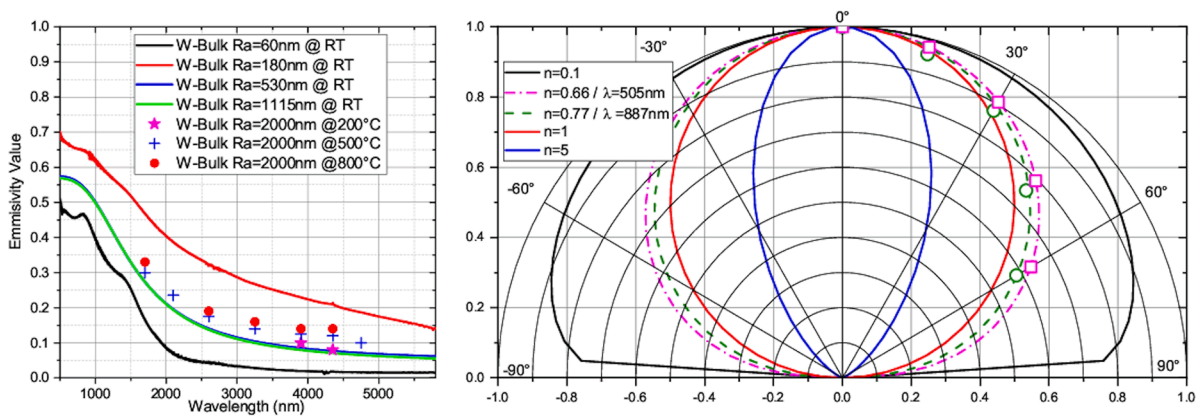 1.0
0.9
0.8
0.7
0.6
0.5
0.4
0.3
0.2
0.1
0.0
Emmisivity Value
W-Bulk Ra=60nm @ RT
W-Bulk Ra=180nm @ RT
W-Bulk Ra=530nm @ RT
W-Bulk Ra=1115nm @ RT
W-Bulk Ra=2000nm @200°C
W-Bulk Ra=2000nm @500°C
W-Bulk Ra=2000nm @800°C
1000 2000 3000 4000 5000
Wavelength (nm)
0°
-30° 30°
-60° 60°
-90° 90°
n=0.1
n=0.66 / λ=505nm
n=0.77 / λ =887nm
n=1
n=5
1.0
0.8
0.6
0.4
0.2
0.0
-1.0 -0.8 -0.6 -0.4 -0.2 0.0 0.2 0.4 0.6 0.8 1.0